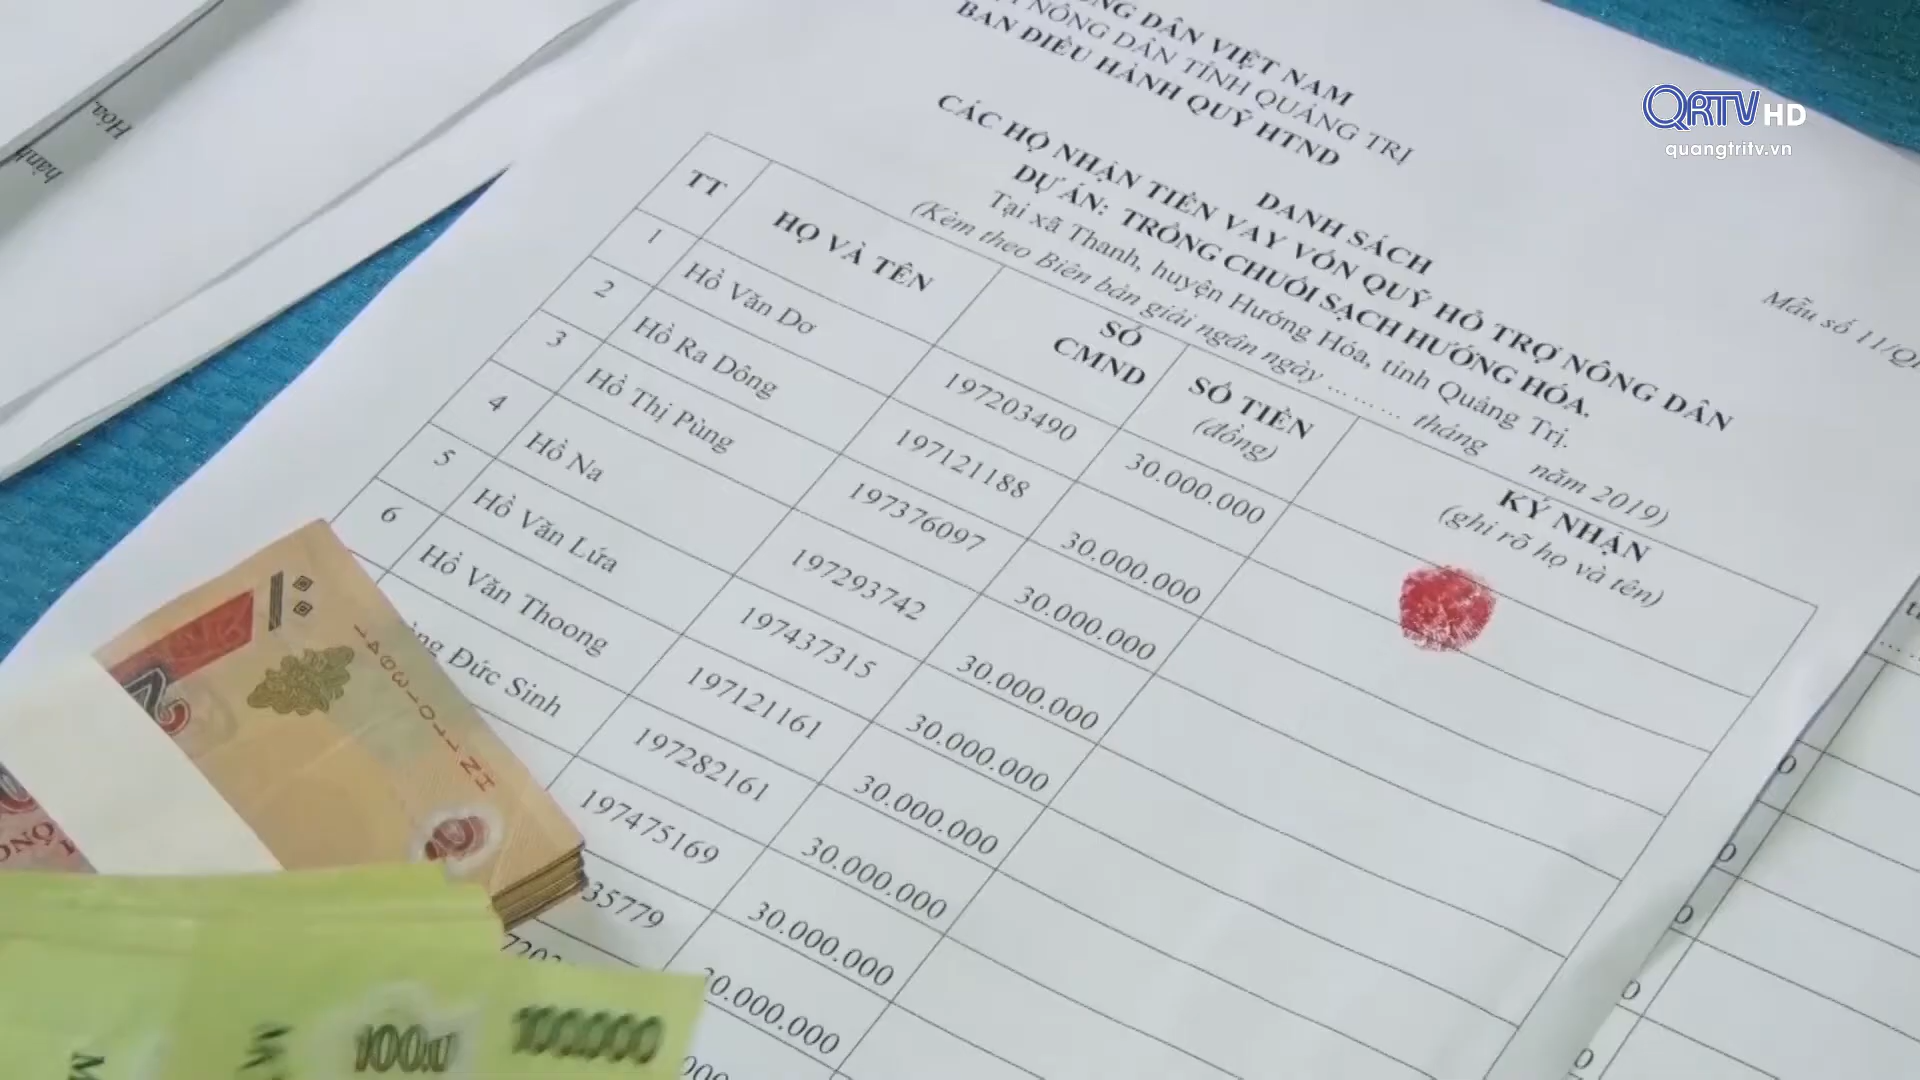 QRTV HD
quangtritv.vn
NÔNG DÂN VIỆT NAM
NÔNG DÂN TỈNH QUẢNG TRỊ
BAN ĐIỀU HÀNH QUỸ HTND
Mẫu số 11/
DANH SÁCH
CÁC HỘ NHẬN TIỀN VAY VỐN QUỸ HỖ TRỢ NÔNG DÂN
DỰ ÁN: TRỒNG CHUỐI SẠCH HƯỚNG HÓA.
Tại xã Thanh, huyện Hướng Hóa, tỉnh Quảng Trị.
(Kèm theo Biên bản giải ngân ngày ... ... ... tháng năm 2019)
TT HỌ VÀ TÊN SỐ CMND SỐ TIỀN (đồng) KÝ NHẬN (ghi rõ họ và tên)
1 Hồ Văn Dơ 197203490 30.000.000
2 Hồ Ra Dông 197121188 30.000.000
3 Hồ Thị Pùng 197376097 30.000.000
4 Hồ Na 197293742 30.000.000
5 Hồ Văn Lứa 197437315 30.000.000
6 Hồ Văn Thoong 197121161 30.000.000
Đức Sinh 197282161 30.000.000
197475169 30.000.000
35779 30.000.000
Hóa.
hành
100.000